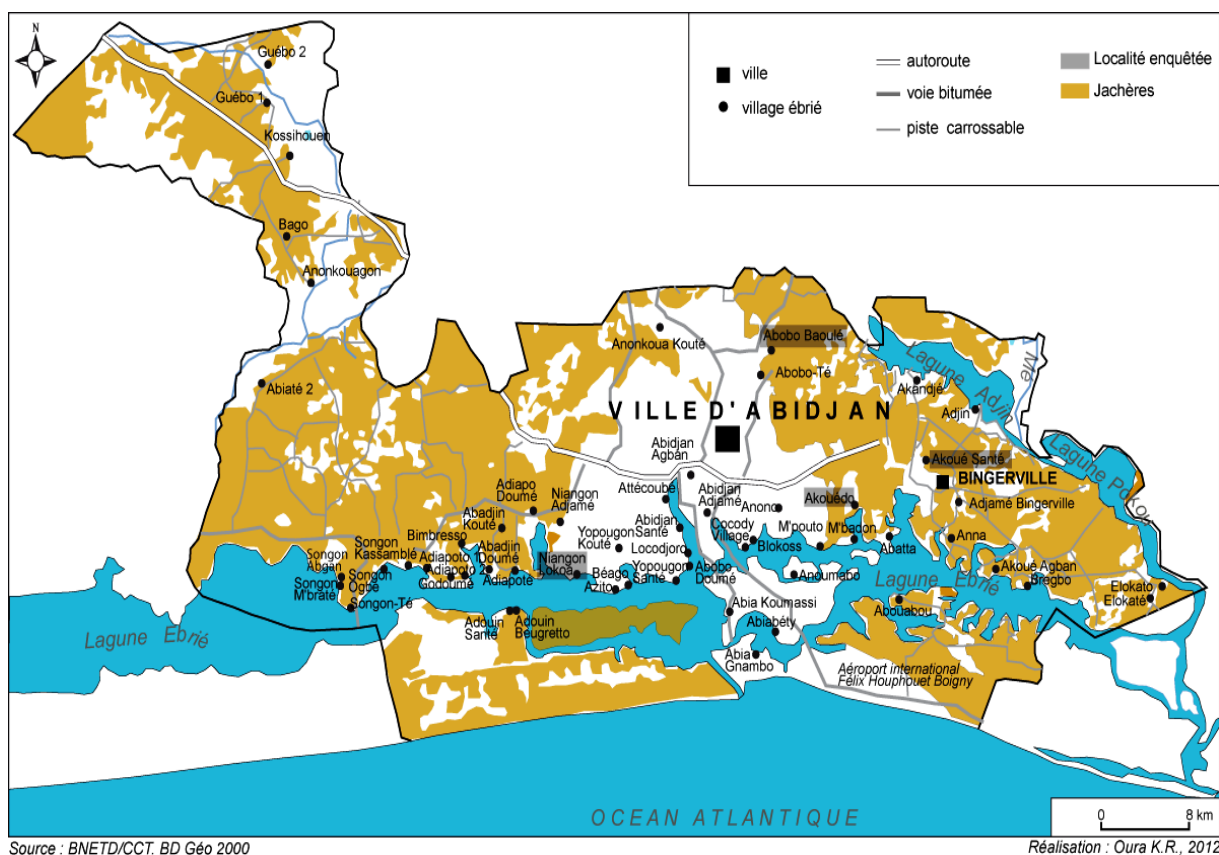 N
ville
village ébrié
autoroute
voie bitumée
piste carrossable
Localité enquêtée
Jachères
Guébo 2
Guébo 1
Kossihouen
Bago
Anonkouagon
Abiaté 2
Anonkoua Kouté
Abobo Baoulé
Abobo-Té
Lagune Adjin
Mé
Akandjé
Adjin
VILLE D'ABIDJAN
Abidjan
Agban
Akoué Santé
BINGERVILLE
Lagune Potou
Adjamé Bingerville
Adiapo
Doumé
Niangon
Adjamé
Attécoubé
Abidjan
Adjamé
Anono
Akouédo
Abadjin
Kouté
Yopougon
Kouté
Abidjan
Santé
Cocody
Village
M'pouto
M'badon
Bimbresso
Abadjin
Doumé
Locodjoro
Blokoss
Abatta
Anna
Songon
Kassamblé
Songon
Abgan
Songon
M'braté
Songon
Ogbé
Songon-Té
Adiapoto 1
Adiapoto 2
Godoumé
Adiapoté
Niangon
Lokoa
Béago
Azito
Yopougon
Santé
Abobo
Doumé
Anoumabo
Lagune Ebrié
Akoué Agban
Bregbo
Elokato
Elokaté
Abouabou
Adouin
Santé
Adouin
Beugretto
Abia Koumassi
Abiabéty
Abia
Gnambo
Lagune Ebrié
Aéroport international
Félix Houphouet Boigny
OCEAN ATLANTIQUE
0 8 km
Source : BNETD/CCT. BD Géo 2000
Réalisation : Oura K.R., 2012